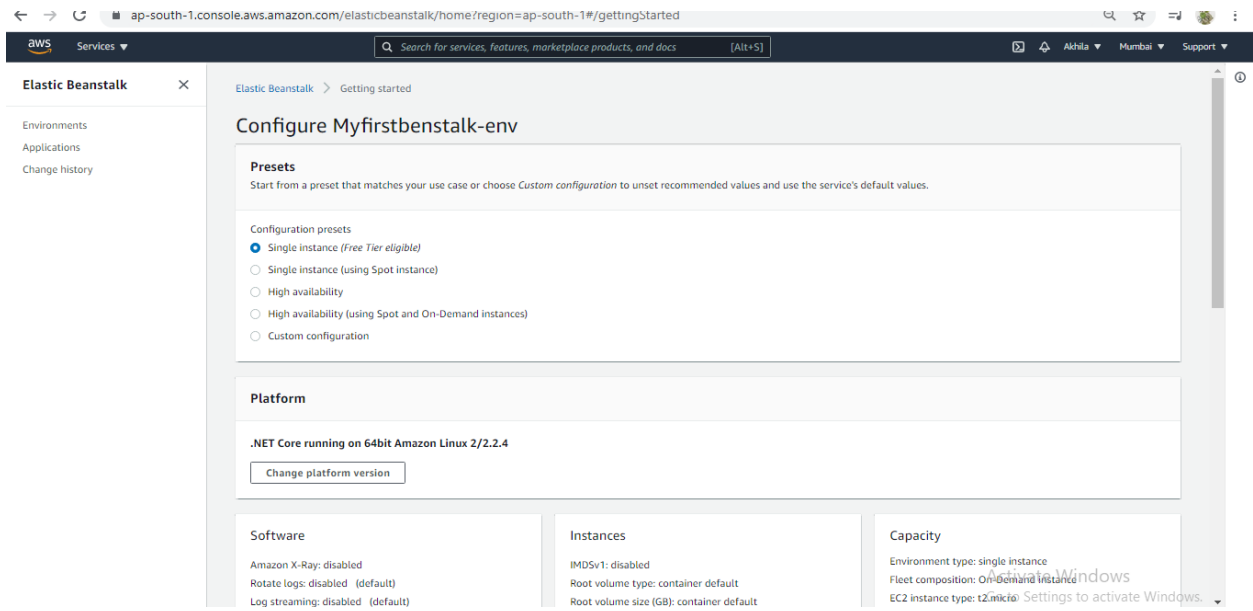 ap-south-1.console.aws.amazon.com/elasticbeanstalk/home?region=ap-south-1#/gettingStarted
aws Services ▼ Search for services, features, marketplace products, and docs [Alt+S] Akhila ▼ Mumbai ▼ Support ▼
Elastic Beanstalk
Environments
Applications
Change history
Elastic Beanstalk > Getting started
Configure Myfirstbenstalk-env
Presets
Start from a preset that matches your use case or choose Custom configuration to unset recommended values and use the service's default values.
Configuration presets
Single instance (Free Tier eligible)
Single instance (using Spot instance)
High availability
High availability (using Spot and On-Demand instances)
Custom configuration
Platform
.NET Core running on 64bit Amazon Linux 2/2.2.4
Change platform version
Software
Amazon X-Ray: disabled
Rotate logs: disabled (default)
Log streaming: disabled (default)
Instances
IMDSv1: disabled
Root volume type: container default
Root volume size (GB): container default
Capacity
Environment type: single instance
Fleet composition: On-Demand instance
EC2 instance type: t2.micro
Activate Windows
Go to Settings to activate Windows.